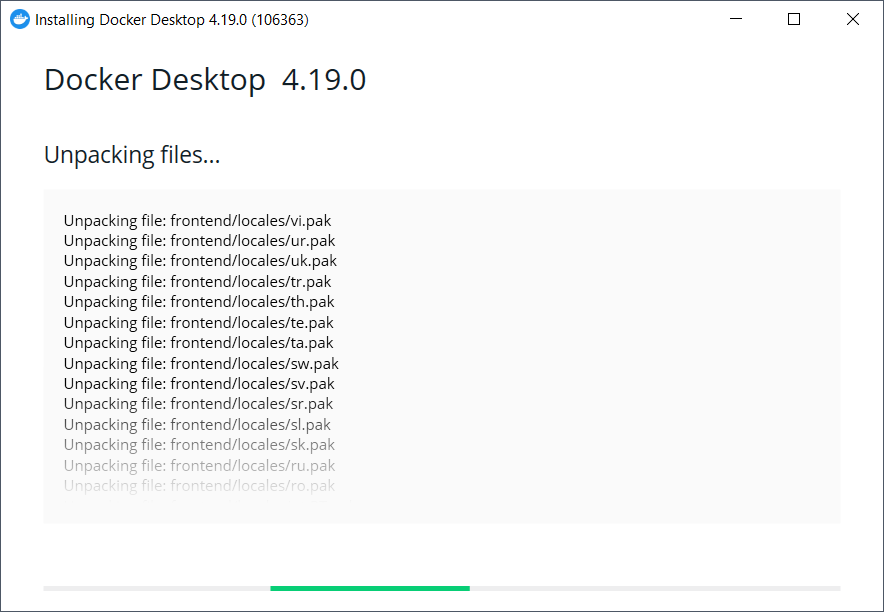 Installing Docker Desktop 4.19.0 (106363)
Docker Desktop 4.19.0
Unpacking files...
Unpacking file: frontend/locales/vi.pak
Unpacking file: frontend/locales/ur.pak
Unpacking file: frontend/locales/uk.pak
Unpacking file: frontend/locales/tr.pak
Unpacking file: frontend/locales/th.pak
Unpacking file: frontend/locales/te.pak
Unpacking file: frontend/locales/ta.pak
Unpacking file: frontend/locales/sw.pak
Unpacking file: frontend/locales/sv.pak
Unpacking file: frontend/locales/sr.pak
Unpacking file: frontend/locales/sl.pak
Unpacking file: frontend/locales/sk.pak
Unpacking file: frontend/locales/ru.pak
Unpacking file: frontend/locales/ro.pak